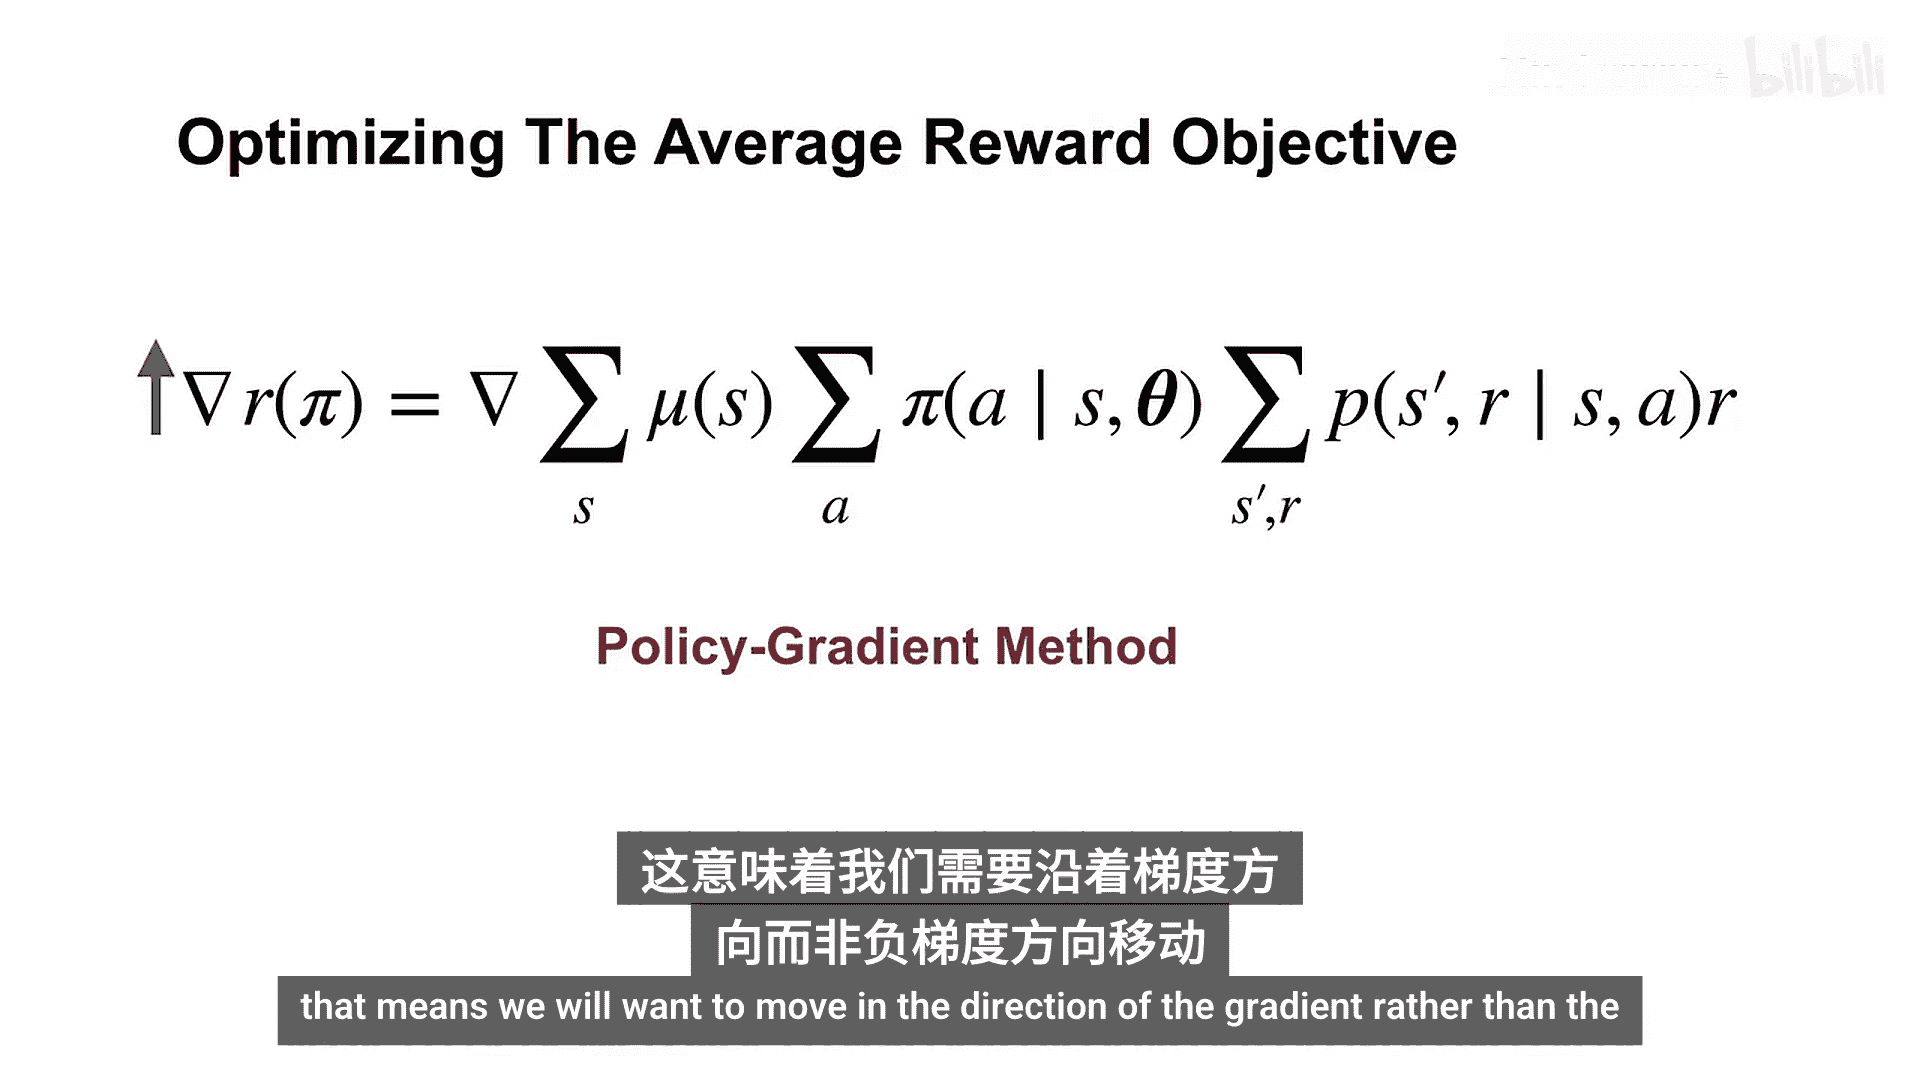 bilibili
Optimizing The Average Reward Objective
↑∇r(π) = ∇ ∑ μ(s) ∑ π(a | s, θ) ∑ p(s′, r | s, a)r
s a s′,r
Policy-Gradient Method
这意味着我们需要沿着梯度方
向而非负梯度方向移动
that means we will want to move in the direction of the gradient rather than the